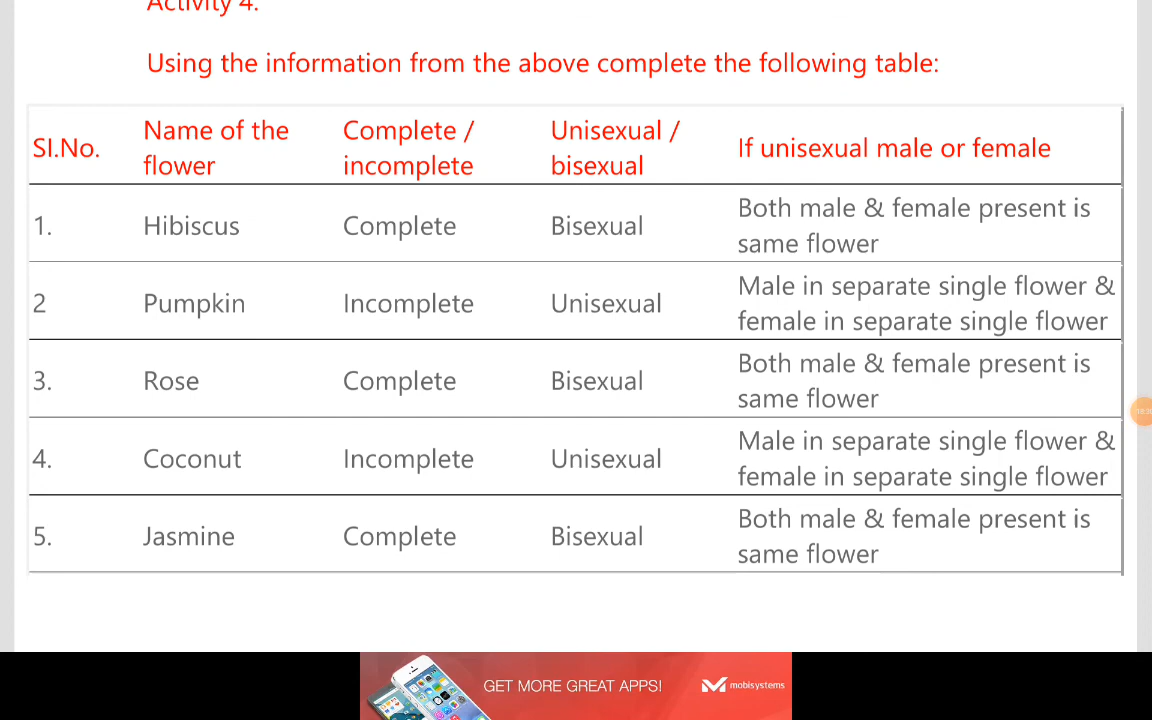 Activity 4.
Using the information from the above complete the following table:
SI.No. Name of the flower Complete / incomplete Unisexual / bisexual If unisexual male or female
1. Hibiscus Complete Bisexual Both male & female present is same flower
2 Pumpkin Incomplete Unisexual Male in separate single flower & female in separate single flower
3. Rose Complete Bisexual Both male & female present is same flower
4. Coconut Incomplete Unisexual Male in separate single flower & female in separate single flower
5. Jasmine Complete Bisexual Both male & female present is same flower
GET MORE GREAT APPS! mobisystems